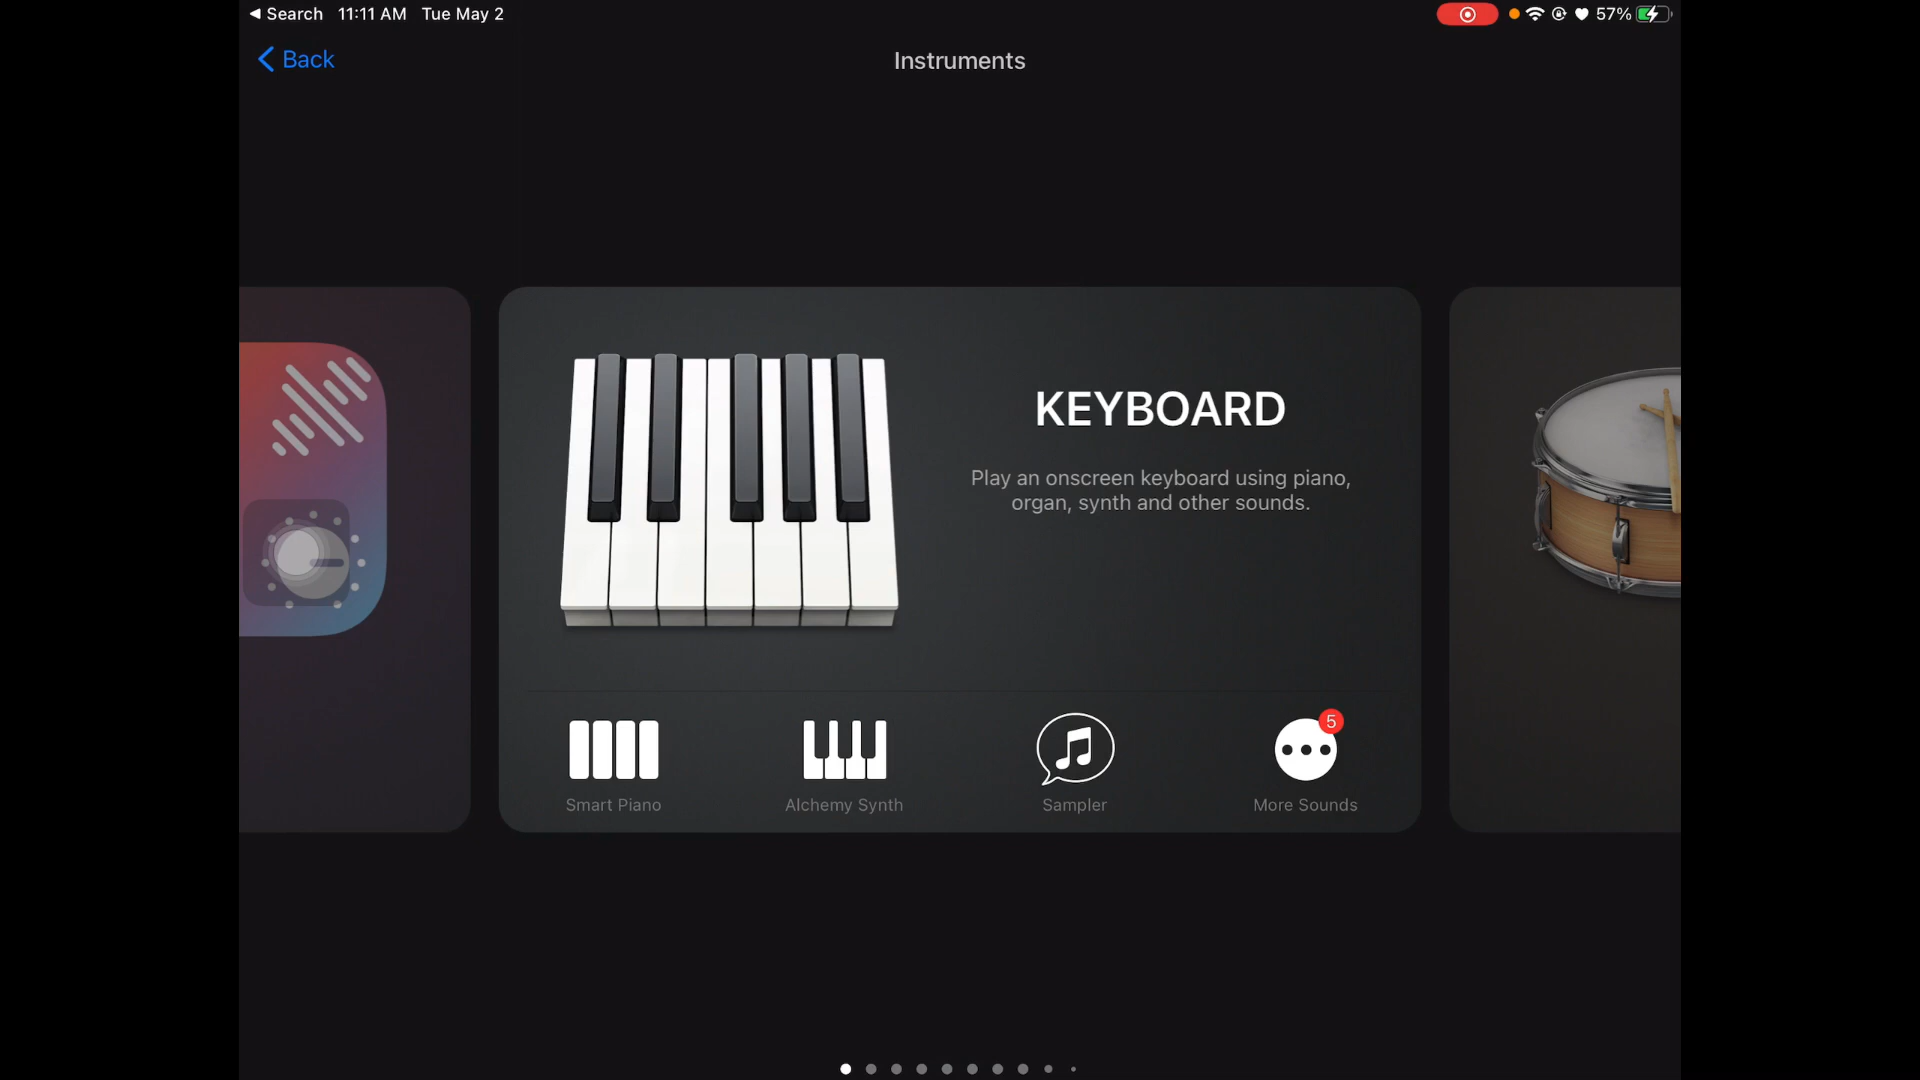 Search 11:11 AM Tue May 2
57%
Back
Instruments
KEYBOARD
Play an onscreen keyboard using piano,
organ, synth and other sounds.
5
Smart Piano
Alchemy Synth
Sampler
More Sounds